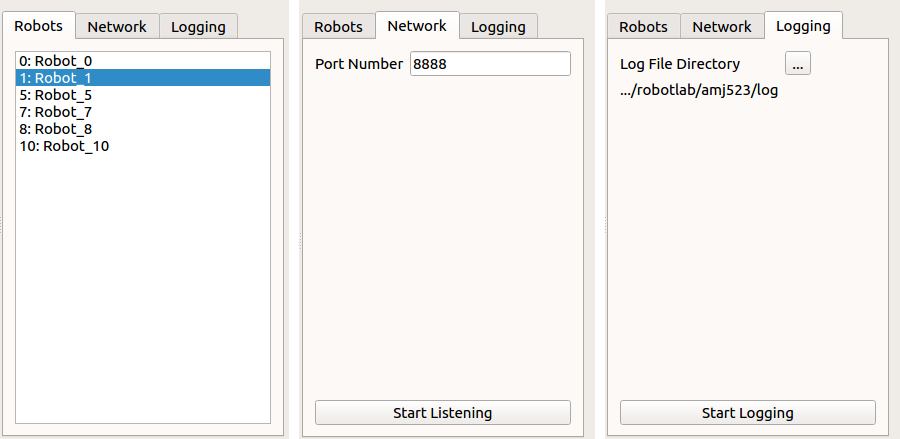 Robots Network Logging
0: Robot_0
1: Robot_1
5: Robot_5
7: Robot_7
8: Robot_8
10: Robot_10
Robots Network Logging
Port Number 8888
Start Listening
Robots Network Logging
Log File Directory ...
.../robotlab/amj523/log
Start Logging